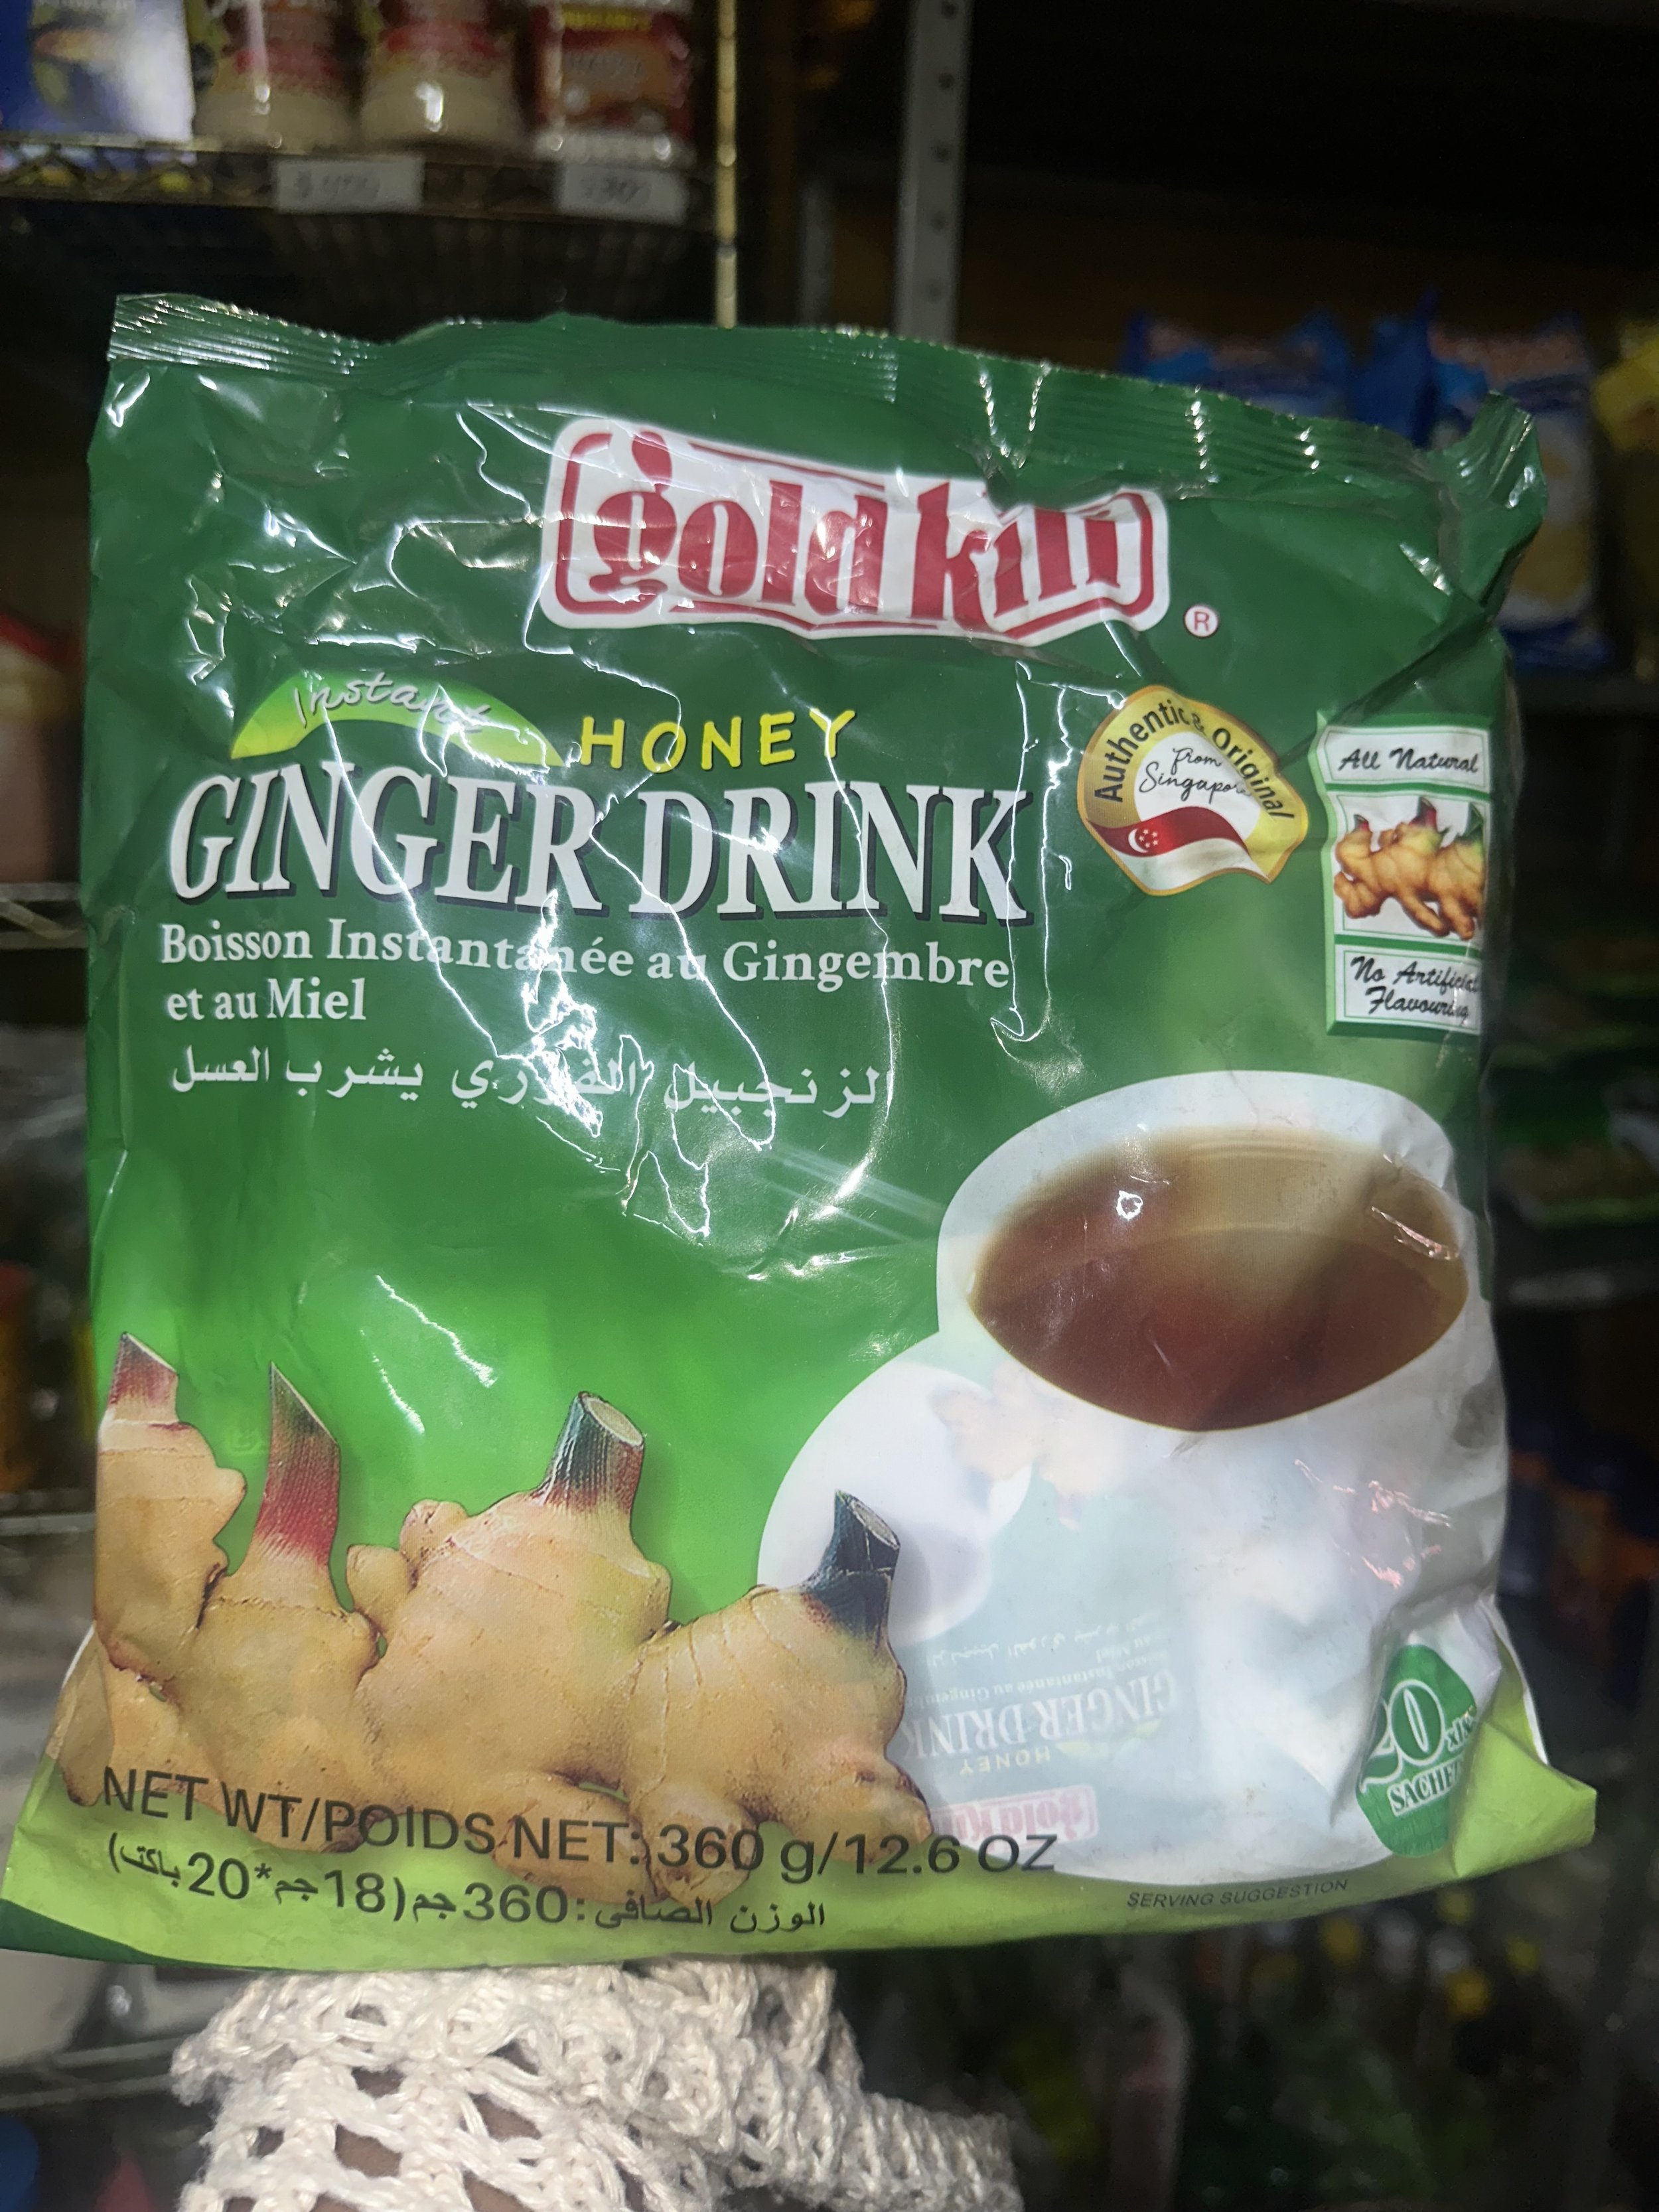 gold kili
®
Instant
HONEY
GINGER DRINK
Boisson Instantanée au Gingembre
et au Miel
الزنجبيل الفوري يشرب العسل
Authentic & Original
from
Singapore
All Natural
No Artificial
Flavouring
20
SACHETS
NET WT/POIDS NET: 360 g/12.6 OZ
الوزن الصافى: 360جم(18جم*20باكت)
SERVING SUGGESTION